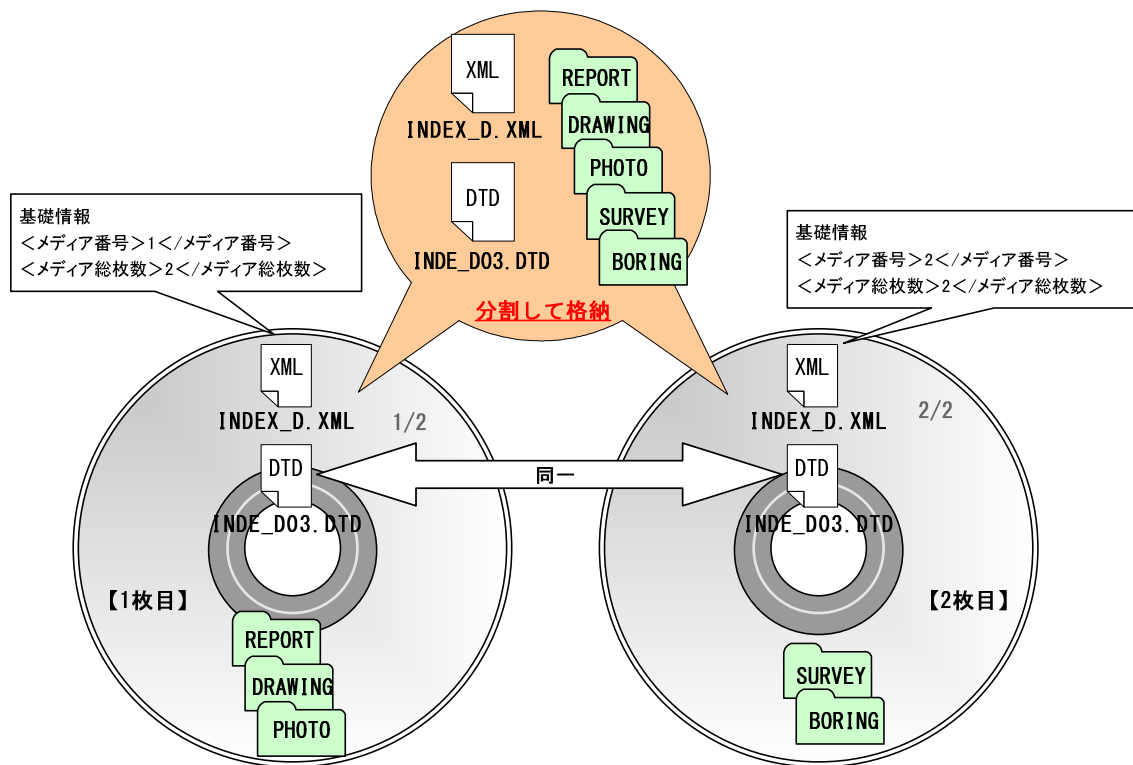 XML
INDEX_D.XML
DTD
INDE_D03.DTD
REPORT
DRAWING
PHOTO
SURVEY
BORING
分割して格納
基礎情報
<メディア番号>1</メディア番号>
<メディア総枚数>2</メディア総枚数>
基礎情報
<メディア番号>2</メディア番号>
<メディア総枚数>2</メディア総枚数>
XML
INDEX_D.XML
1/2
DTD
INDE_D03.DTD
【1枚目】
REPORT
DRAWING
PHOTO
同一
XML
INDEX_D.XML
2/2
DTD
INDE_D03.DTD
【2枚目】
SURVEY
BORING